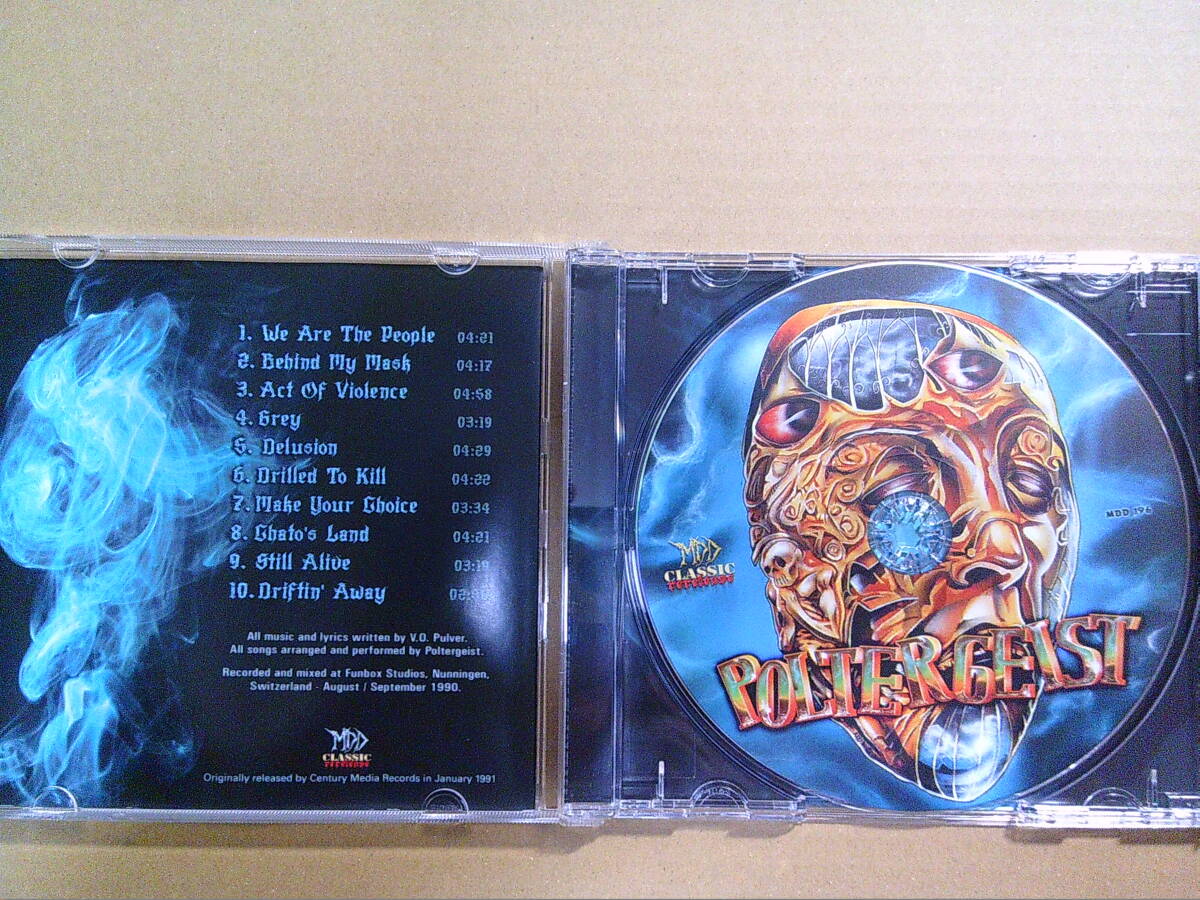 1. We Are The People 04:21
2. Behind My Mask 04:17
3. Act Of Violence 04:58
4. Grey 03:19
5. Delusion 04:29
6. Drilled To Kill 04:22
7. Make Your Choice 03:34
8. Chato's Land 04:21
9. Still Alive 03:19
10. Driftin' Away
All music and lyrics written by V.O. Pulver.
All songs arranged and performed by Poltergeist.
Recorded and mixed at Funbox Studios, Nunningen,
Switzerland - August / September 1990.
MDD
CLASSIC
Originally released by Century Media Records in January 1991
MDD
CLASSIC
MDD 196
POLTERGEIST